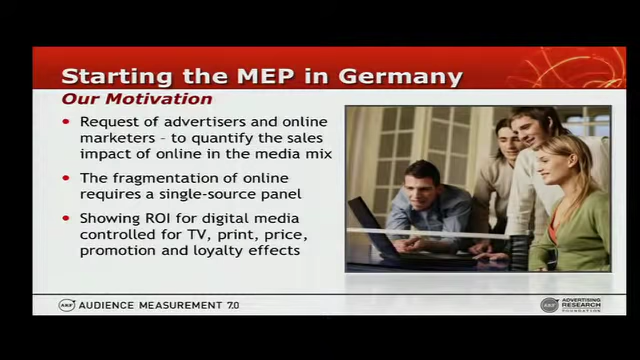 Starting the MEP in Germany
Our Motivation
• Request of advertisers and online
marketers – to quantify the sales
impact of online in the media mix
• The fragmentation of online
requires a single-source panel
• Showing ROI for digital media
controlled for TV, print, price,
promotion and loyalty effects
ARF AUDIENCE MEASUREMENT 7.0
ARF ADVERTISING
RESEARCH
FOUNDATION